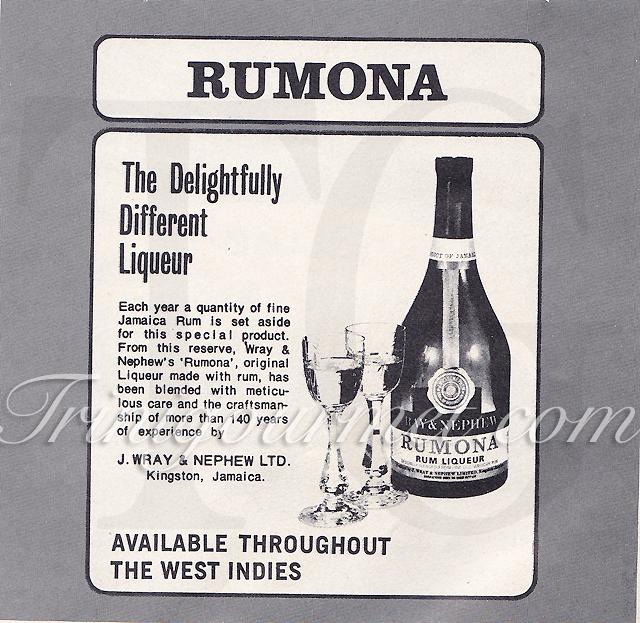 RUMONA
The Delightfully
Different
Liqueur
Each year a quantity of fine
Jamaica Rum is set aside
for this special product.
From this reserve, Wray &
Nephew's 'Rumona', original
Liqueur made with rum, has
been blended with meticu-
lous care and the craftsman-
ship of more than 140 years
of experience by
J. WRAY & NEPHEW LTD.
Kingston, Jamaica.
AVAILABLE THROUGHOUT
THE WEST INDIES
WRAY & NEPHEW
RUMONA
RUM LIQUEUR
Trinigourmet.com